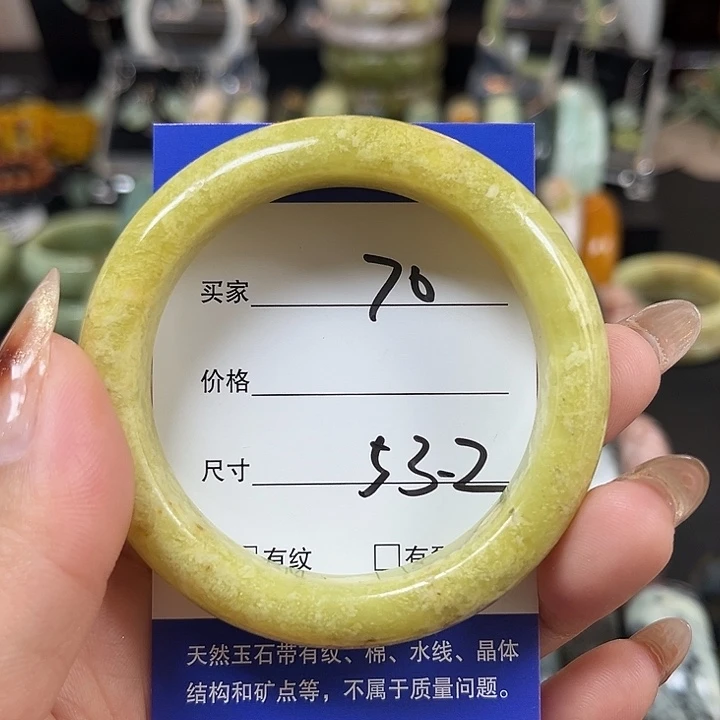 买家 70
价格
尺寸 53-2
有纹 □有
天然玉石带有纹、棉、水线、晶体
结构和矿点等，不属于质量问题。